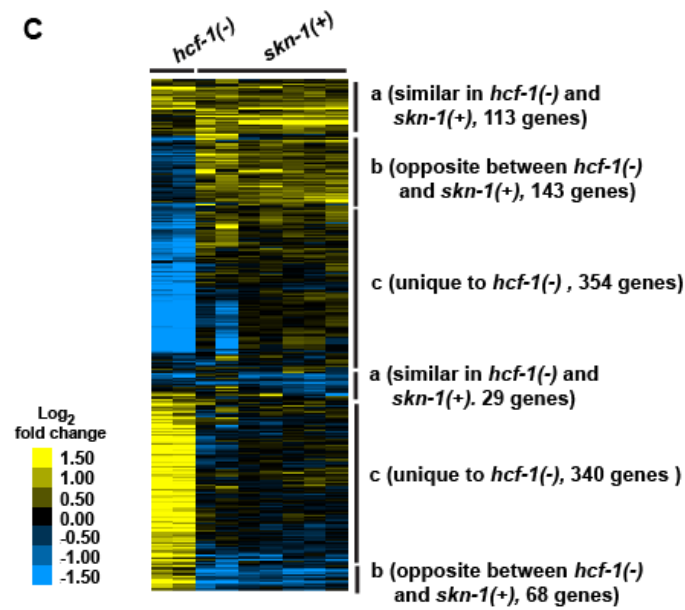 C
hcf-1(-)
skn-1(+)
a (similar in hcf-1(-) and
skn-1(+), 113 genes)
b (opposite between hcf-1(-)
and skn-1(+), 143 genes)
c (unique to hcf-1(-) , 354 genes)
a (similar in hcf-1(-) and
skn-1(+). 29 genes)
c (unique to hcf-1(-), 340 genes )
b (opposite between hcf-1(-)
and skn-1(+), 68 genes)
Log2
fold change
1.50
1.00
0.50
0.00
-0.50
-1.00
-1.50